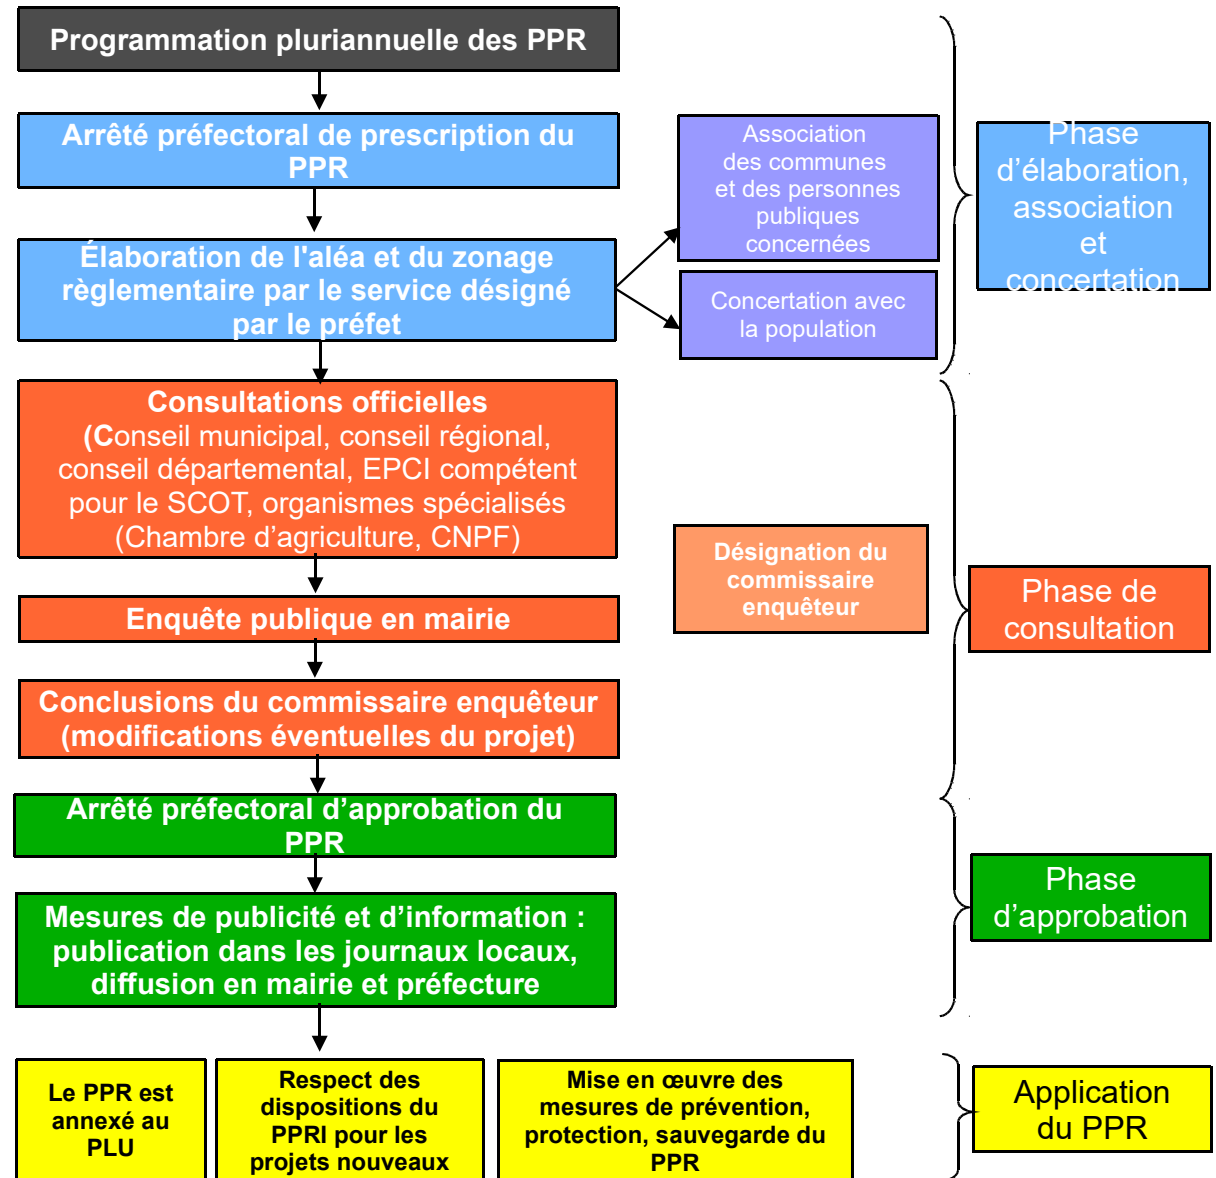 Programmation pluriannuelle des PPR
Arrêté préfectoral de prescription du
PPR
Association
des communes
et des personnes
publiques
concernées
Phase
d’élaboration,
association
et
concertation
Élaboration de l'aléa et du zonage
règlementaire par le service désigné
par le préfet
Concertation avec
la population
Consultations officielles
(Conseil municipal, conseil régional,
conseil départemental, EPCI compétent
pour le SCOT, organismes spécialisés
(Chambre d’agriculture, CNPF)
Désignation du
commissaire
enquêteur
Phase de
consultation
Enquête publique en mairie
Conclusions du commissaire enquêteur
(modifications éventuelles du projet)
Arrêté préfectoral d’approbation du
PPR
Phase
d’approbation
Mesures de publicité et d’information :
publication dans les journaux locaux,
diffusion en mairie et préfecture
Le PPR est
annexé au
PLU
Respect des
dispositions du
PPRI pour les
projets nouveaux
Mise en œuvre des
mesures de prévention,
protection, sauvegarde du
PPR
Application
du PPR